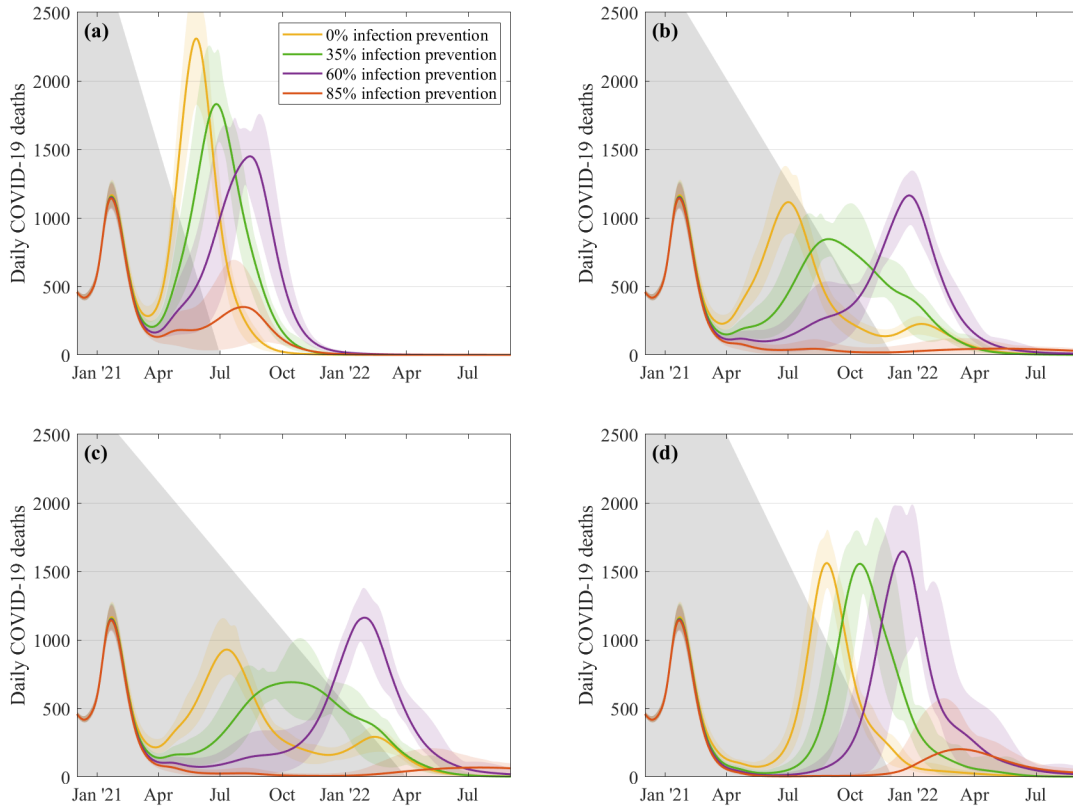 (a)
0% infection prevention
35% infection prevention
60% infection prevention
85% infection prevention
Daily COVID-19 deaths
2500
2000
1500
1000
500
0
Jan '21 Apr Jul Oct Jan '22 Apr Jul
(b)
Daily COVID-19 deaths
2500
2000
1500
1000
500
0
Jan '21 Apr Jul Oct Jan '22 Apr Jul
(c)
Daily COVID-19 deaths
2500
2000
1500
1000
500
0
Jan '21 Apr Jul Oct Jan '22 Apr Jul
(d)
Daily COVID-19 deaths
2500
2000
1500
1000
500
0
Jan '21 Apr Jul Oct Jan '22 Apr Jul